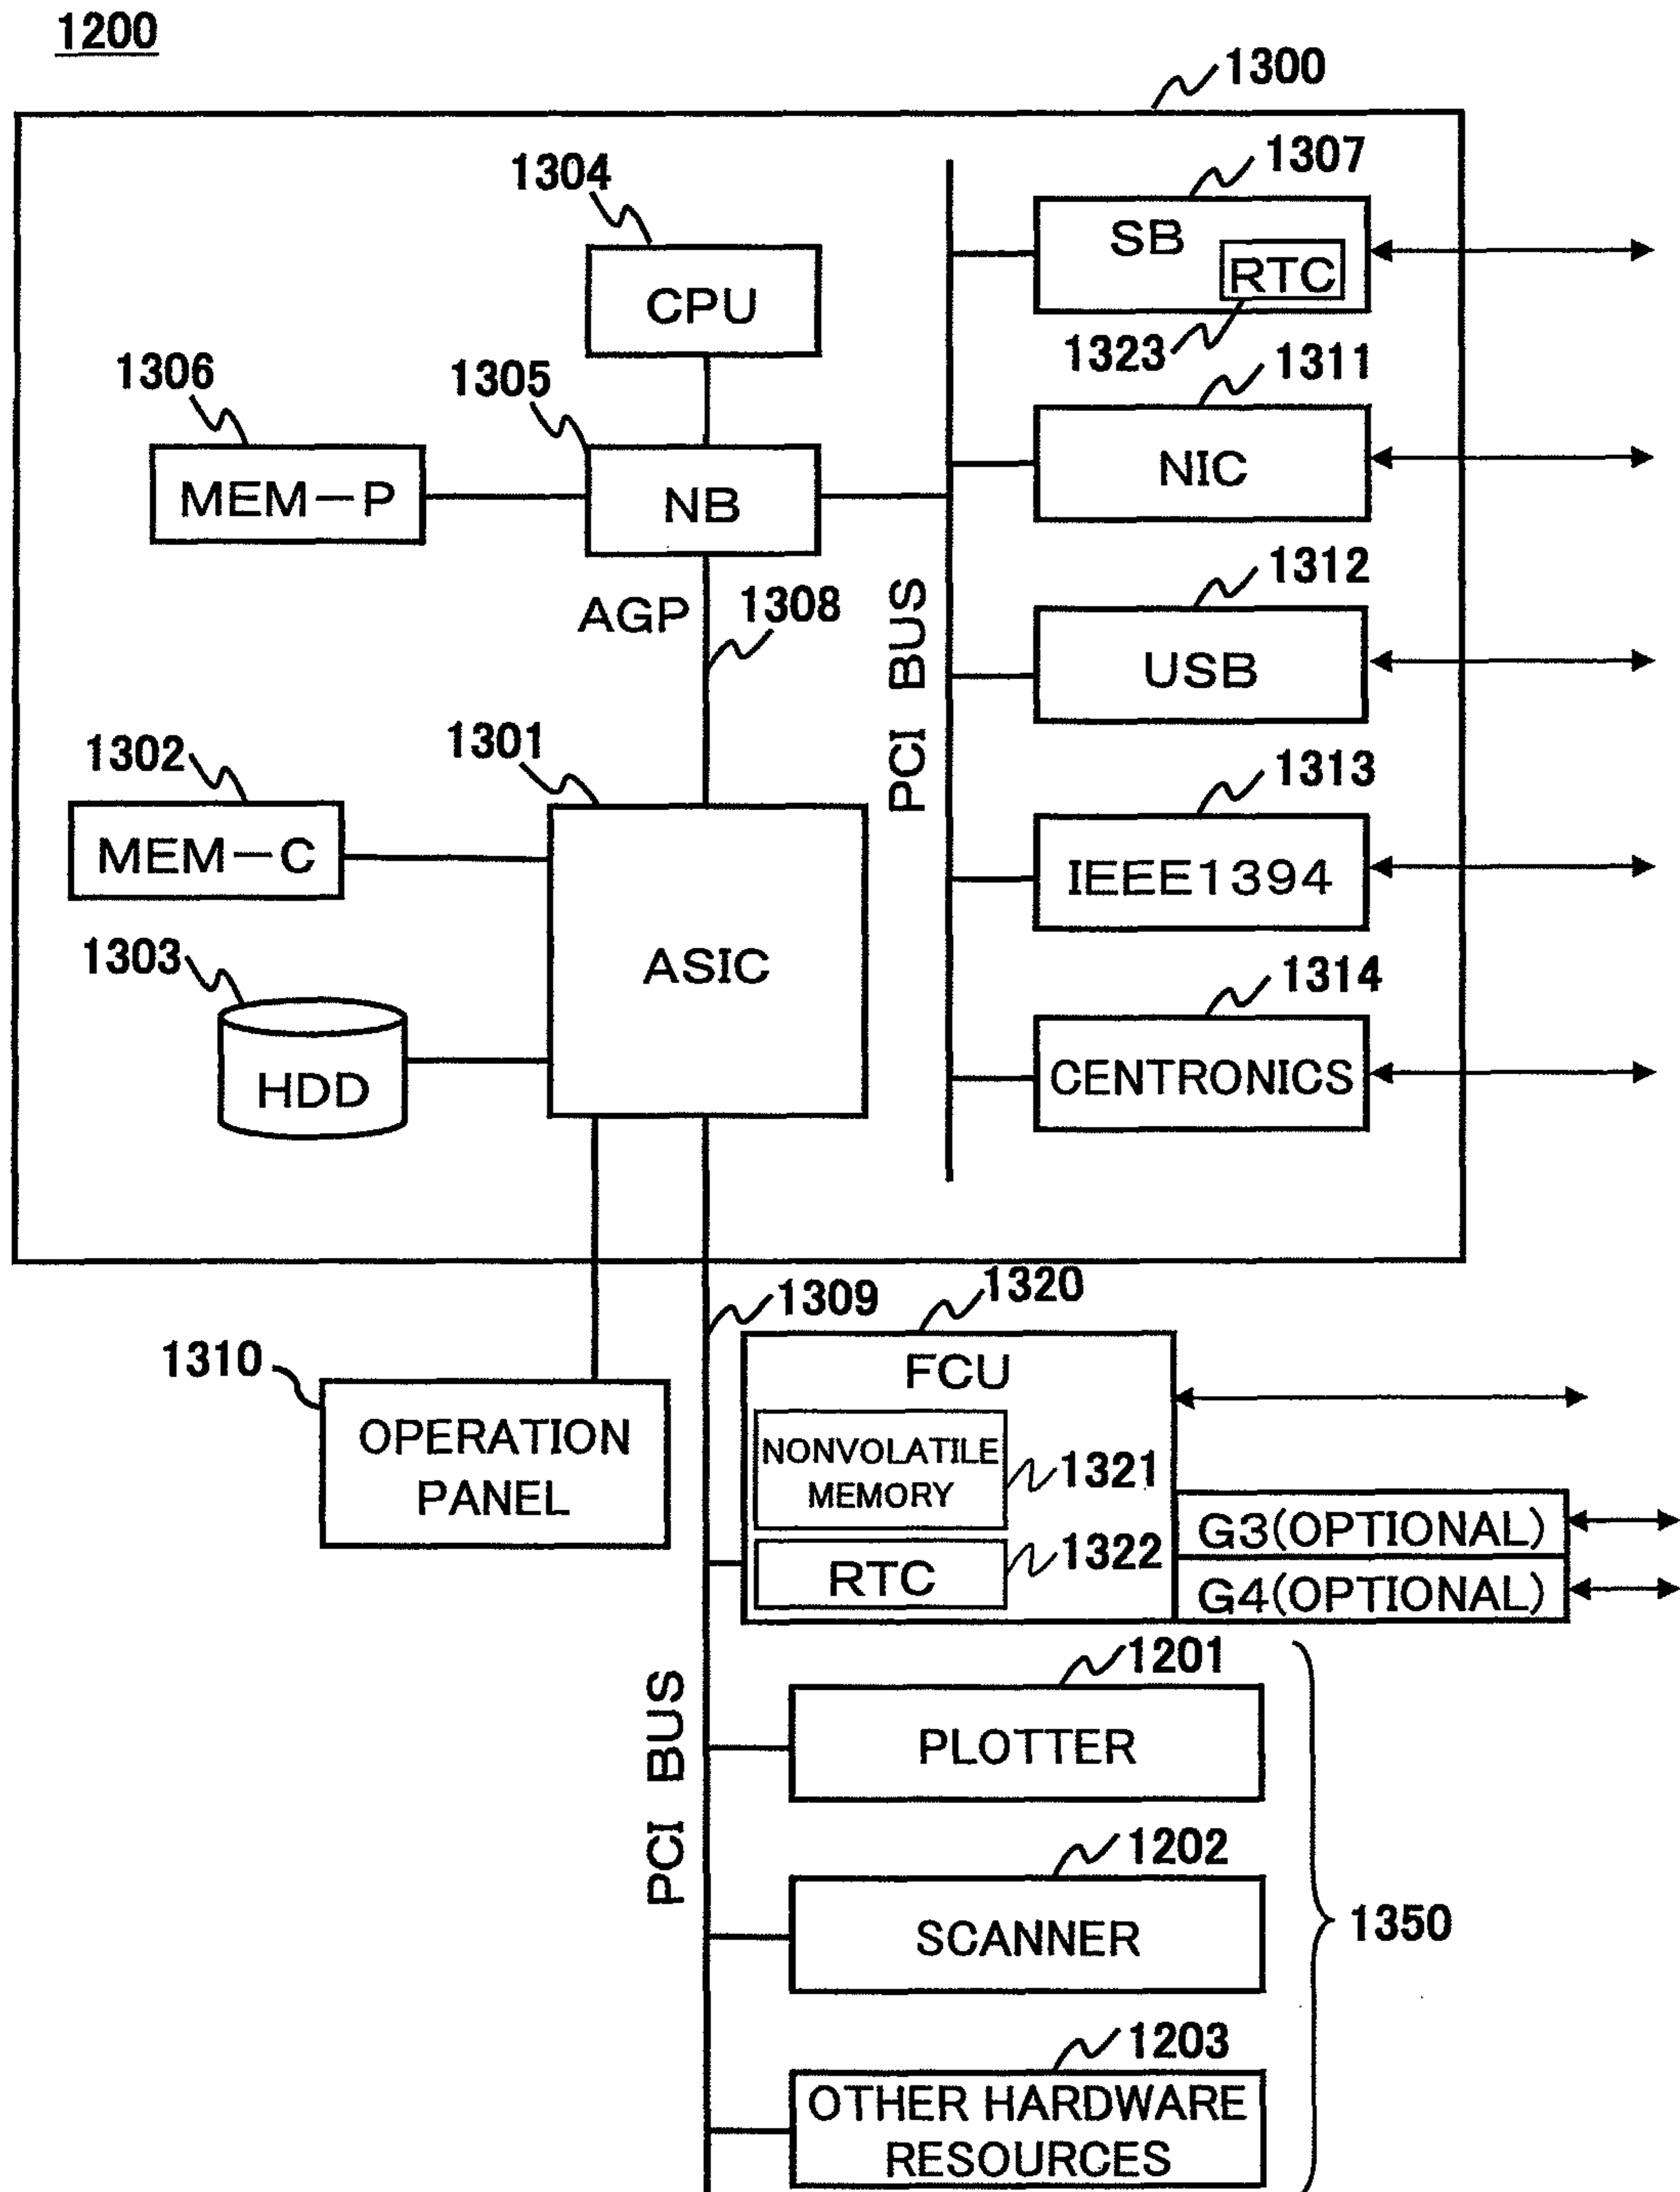 1200
1300
1307
1304
SB
RTC
CPU
1323
1311
1306
1305
NIC
MEM-P
NB
1312
1308
AGP
PCI BUS
USB
1302
1301
1313
MEM-C
IEEE1394
1303
ASIC
1314
HDD
CENTRONICS
1309
1320
1310
FCU
OPERATION
PANEL
NONVOLATILE
MEMORY
1321
G3(OPTIONAL)
RTC
1322
G4(OPTIONAL)
1201
PCI BUS
PLOTTER
1202
SCANNER
1350
1203
OTHER HARDWARE
RESOURCES